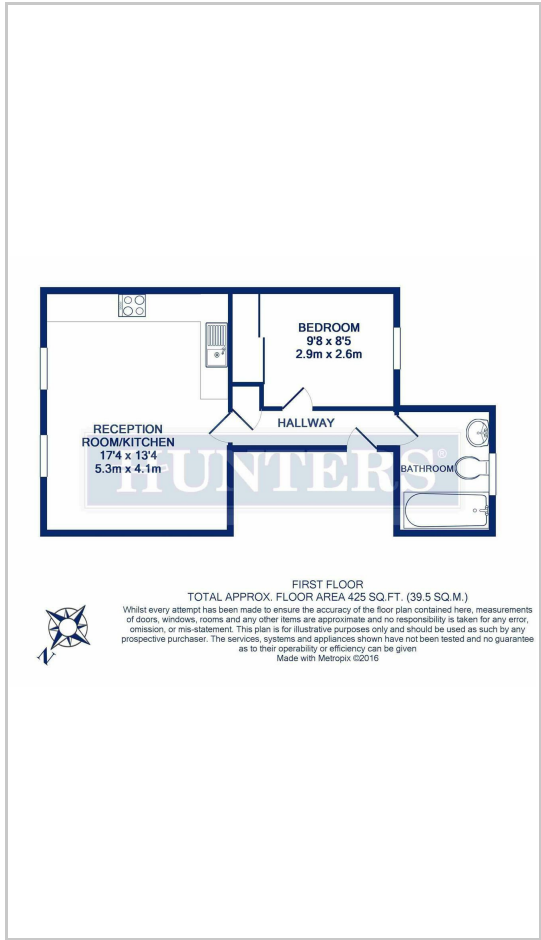 BEDROOM
9'8 x 8'5
2.9m x 2.6m
HALLWAY
RECEPTION
ROOM/KITCHEN
17'4 x 13'4
5.3m x 4.1m
BATHROOM
HUNTERS®
FIRST FLOOR
TOTAL APPROX. FLOOR AREA 425 SQ.FT. (39.5 SQ.M.)
Whilst every attempt has been made to ensure the accuracy of the floor plan contained here, measurements
of doors, windows, rooms and any other items are approximate and no responsibility is taken for any error,
omission, or mis-statement. This plan is for illustrative purposes only and should be used as such by any
prospective purchaser. The services, systems and appliances shown have not been tested and no guarantee
as to their operability or efficiency can be given
Made with Metropix ©2016
N